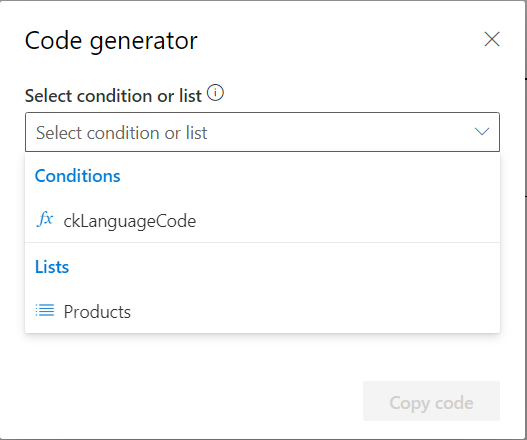 Code generator
Select condition or list
Select condition or list
Conditions
fx ckLanguageCode
Lists
Products
Copy code